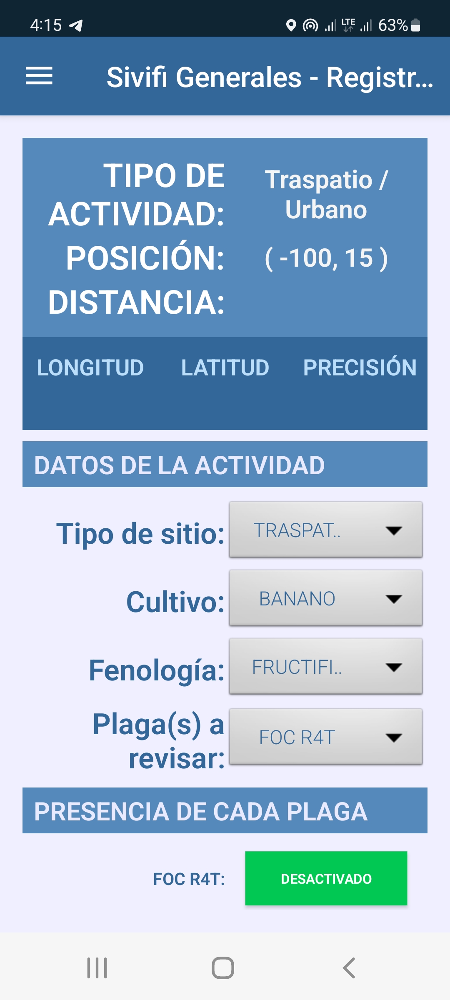 4:15 LTE 63%
Sivifi Generales - Registr...
TIPO DE
ACTIVIDAD:
Traspatio /
Urbano
POSICIÓN: ( -100, 15 )
DISTANCIA:
LONGITUD LATITUD PRECISIÓN
DATOS DE LA ACTIVIDAD
Tipo de sitio: TRASPAT..
Cultivo: BANANO
Fenología: FRUCTIFI..
Plaga(s) a
revisar:
FOC R4T
PRESENCIA DE CADA PLAGA
FOC R4T: DESACTIVADO